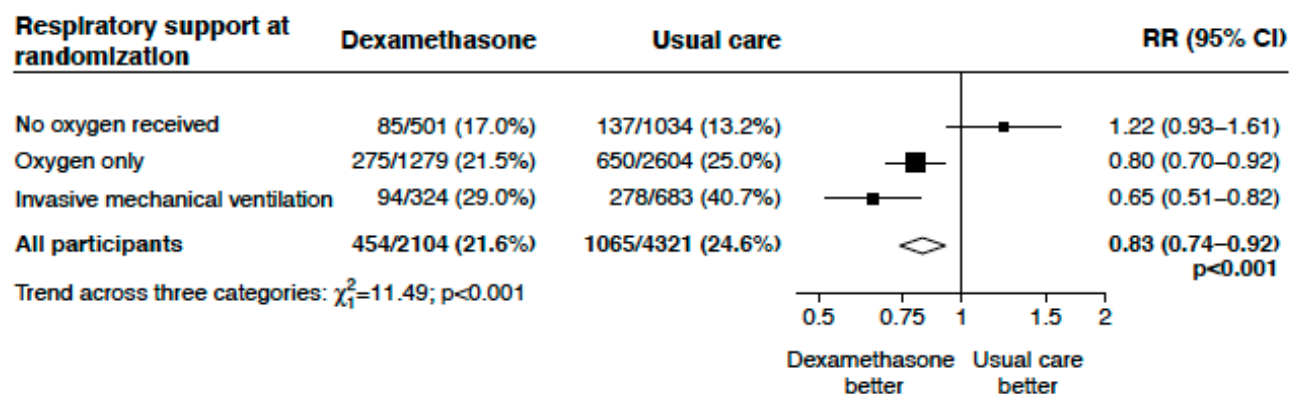 Respiratory support at randomization Dexamethasone Usual care RR (95% CI)
No oxygen received 85/501 (17.0%) 137/1034 (13.2%) 1.22 (0.93–1.61)
Oxygen only 275/1279 (21.5%) 650/2604 (25.0%) 0.80 (0.70–0.92)
Invasive mechanical ventilation 94/324 (29.0%) 278/683 (40.7%) 0.65 (0.51–0.82)
All participants 454/2104 (21.6%) 1065/4321 (24.6%) 0.83 (0.74–0.92)
p<0.001
Trend across three categories: χ²₁=11.49; p<0.001
0.5 0.75 1 1.5 2
Dexamethasone better Usual care better